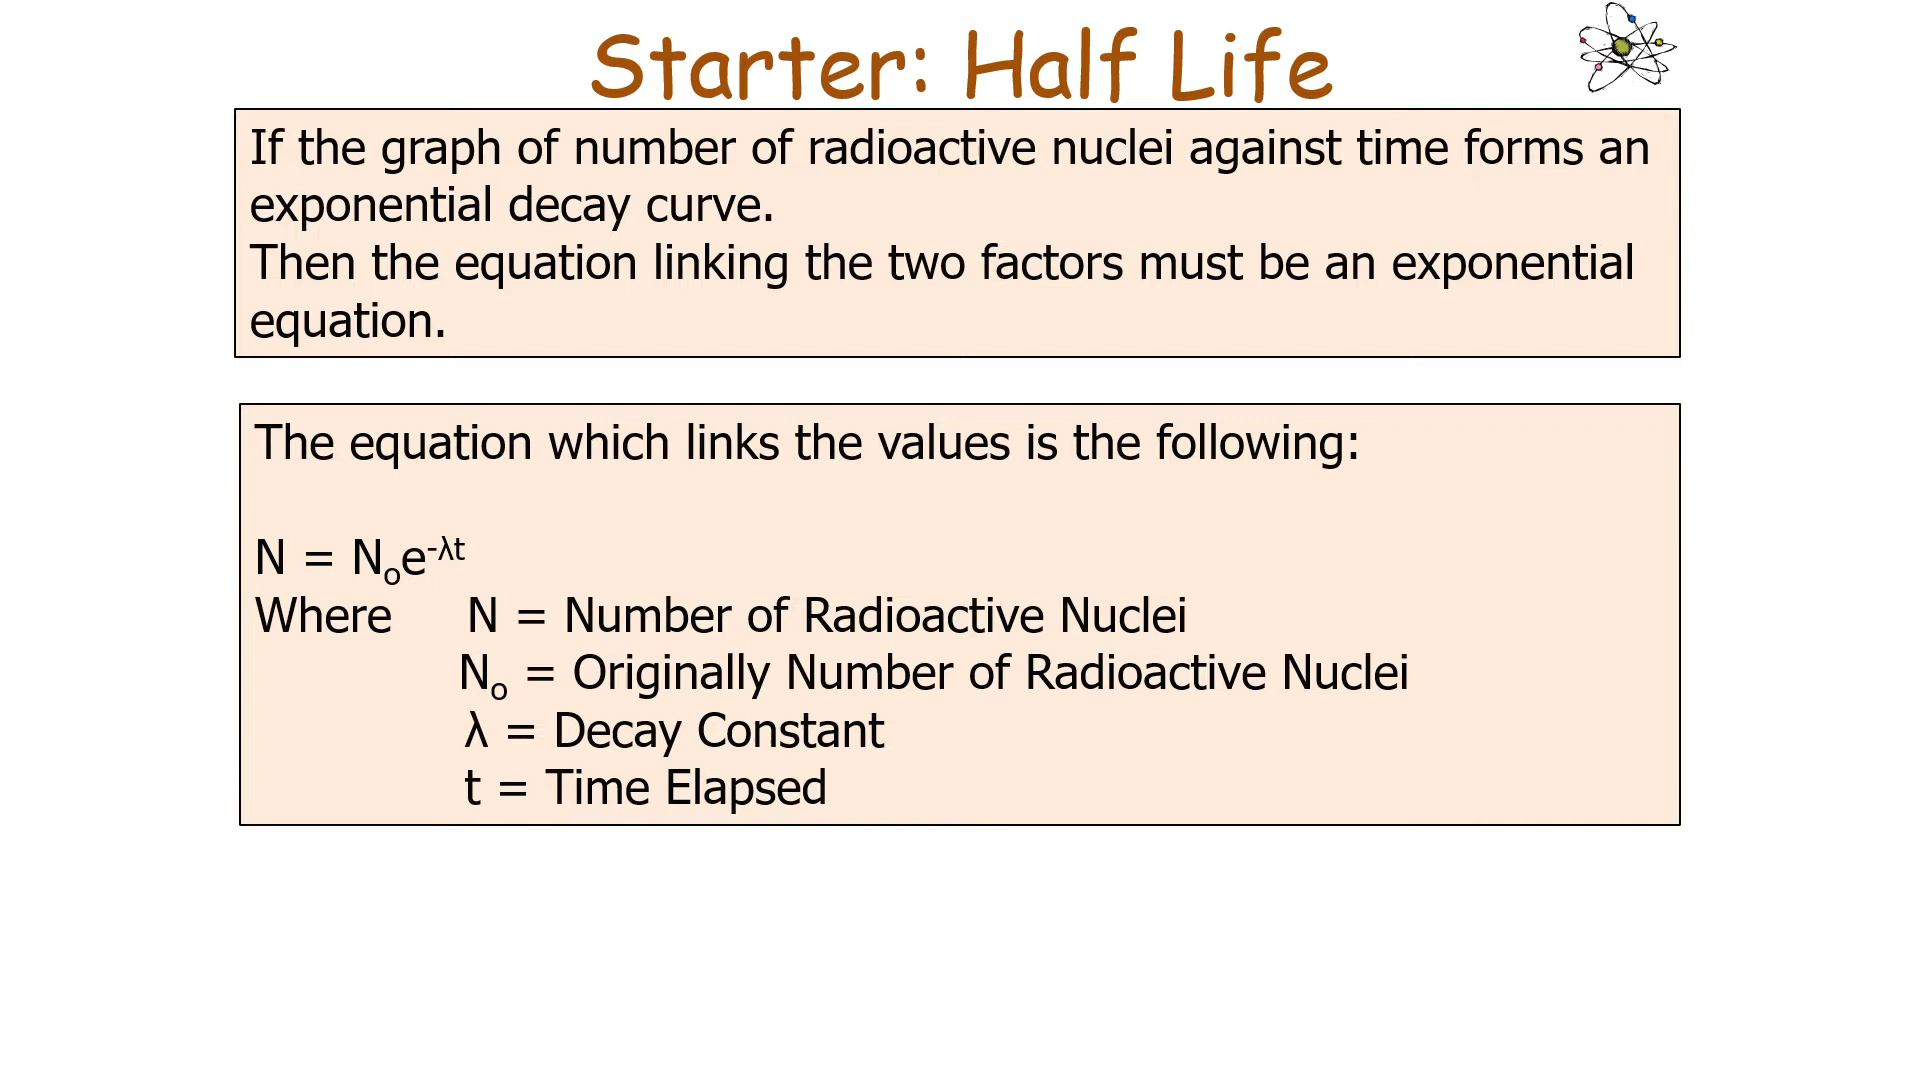 Starter: Half Life
If the graph of number of radioactive nuclei against time forms an
exponential decay curve.
Then the equation linking the two factors must be an exponential
equation.
The equation which links the values is the following:
N = Nₒe^-λt
Where N = Number of Radioactive Nuclei
Nₒ = Originally Number of Radioactive Nuclei
λ = Decay Constant
t = Time Elapsed